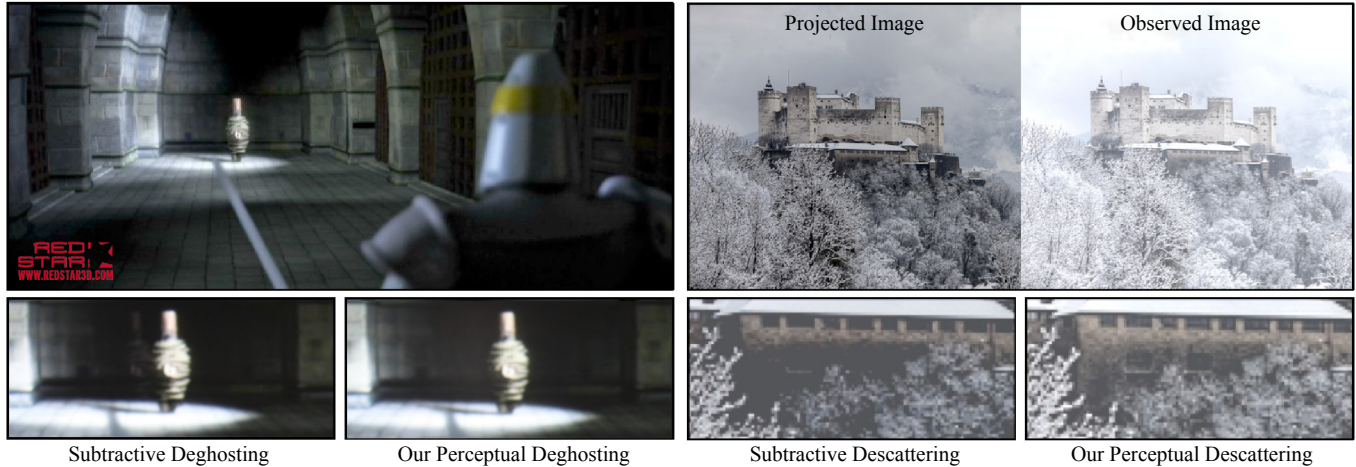 Projected Image
Observed Image
RED
STAR
WWW.REDSTAR3D.COM
Subtractive Deghosting
Our Perceptual Deghosting
Subtractive Descattering
Our Perceptual Descattering